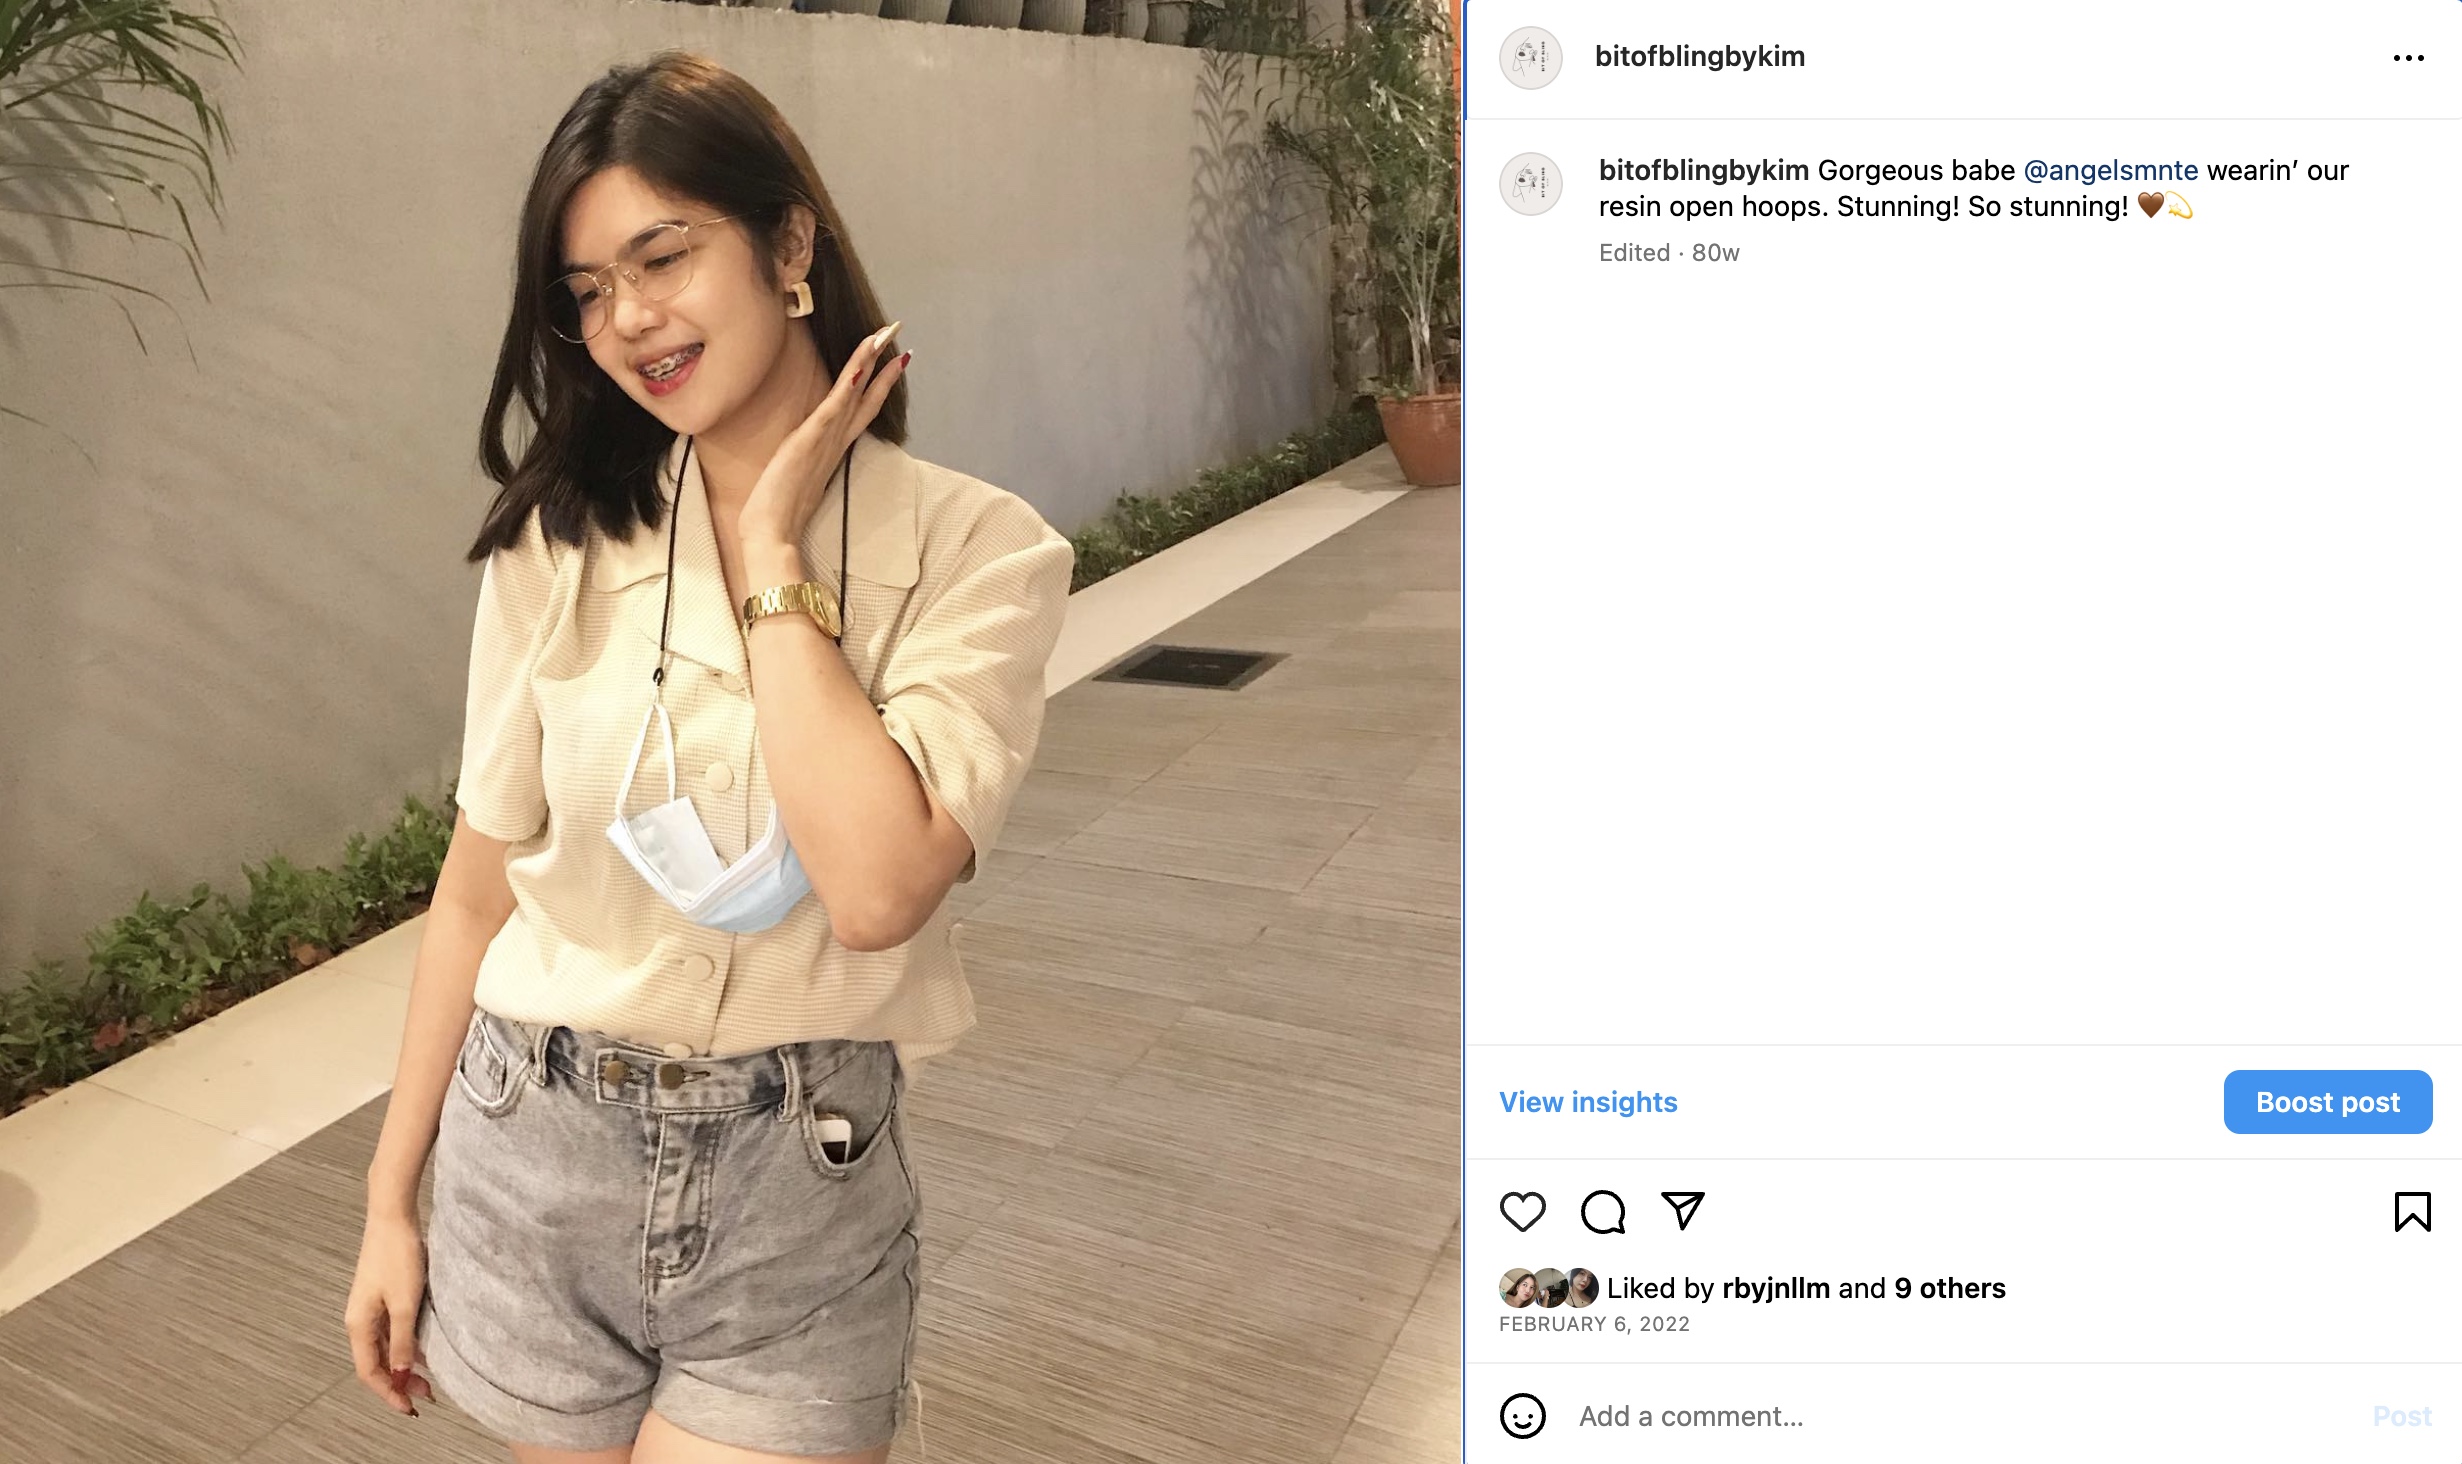 bitofblingbykim
bitofblingbykim Gorgeous babe @angelsmnte wearin’ our
resin open hoops. Stunning! So stunning! 🤎💫
Edited · 80w
View insights
Boost post
Liked by rbyjnllm and 9 others
FEBRUARY 6, 2022
Add a comment...
Post